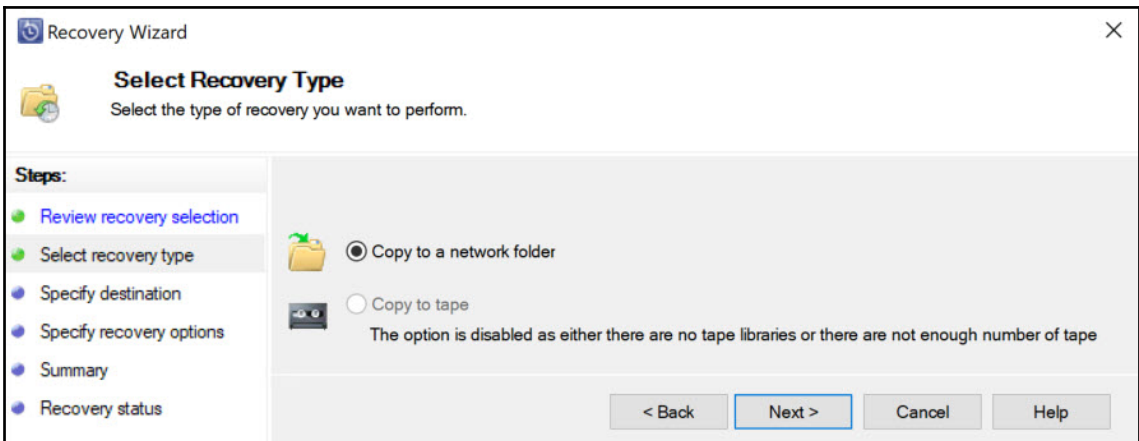 Recovery Wizard
Select Recovery Type
Select the type of recovery you want to perform.
Steps:
Review recovery selection
Select recovery type
Specify destination
Specify recovery options
Summary
Recovery status
Copy to a network folder
Copy to tape
The option is disabled as either there are no tape libraries or there are not enough number of tape
< Back
Next >
Cancel
Help